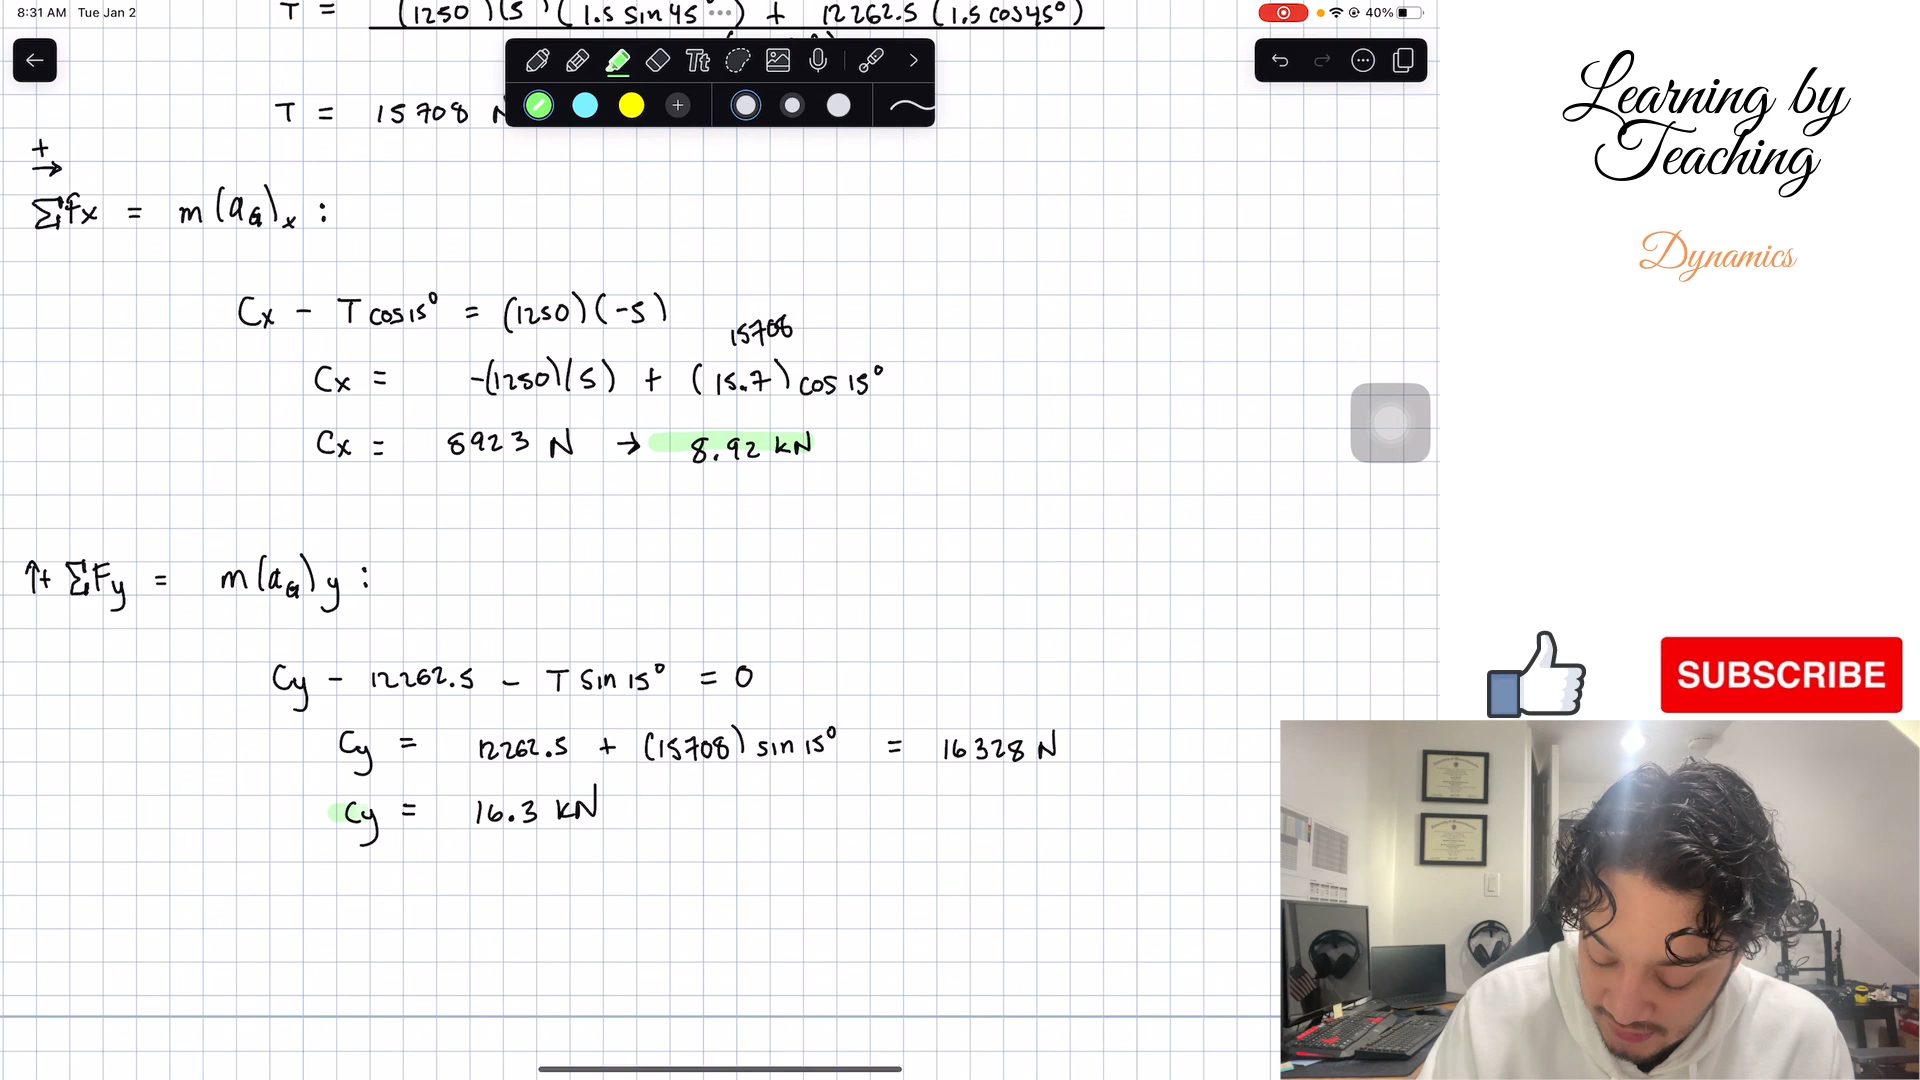 8:31 AM Tue Jan 2
40%
T = (1250)(5)(1.5 sin 45 ) + 12262.5 (1.5 cos 45°)
Tt
T = 15708 N
+
→
ΣFx = m(aG)x :
Cx - T cos 15° = (1250)(-5)
15708
Cx = -(1250)(5) + (15.7) cos 15°
Cx = 8923 N → 8.92 kN
↑+ ΣFy = m(aG)y :
Cy - 12262.5 - T sin 15° = 0
Cy = 12262.5 + (15708) sin 15° = 16328 N
Cy = 16.3 kN
Learning by
Teaching
Dynamics
SUBSCRIBE